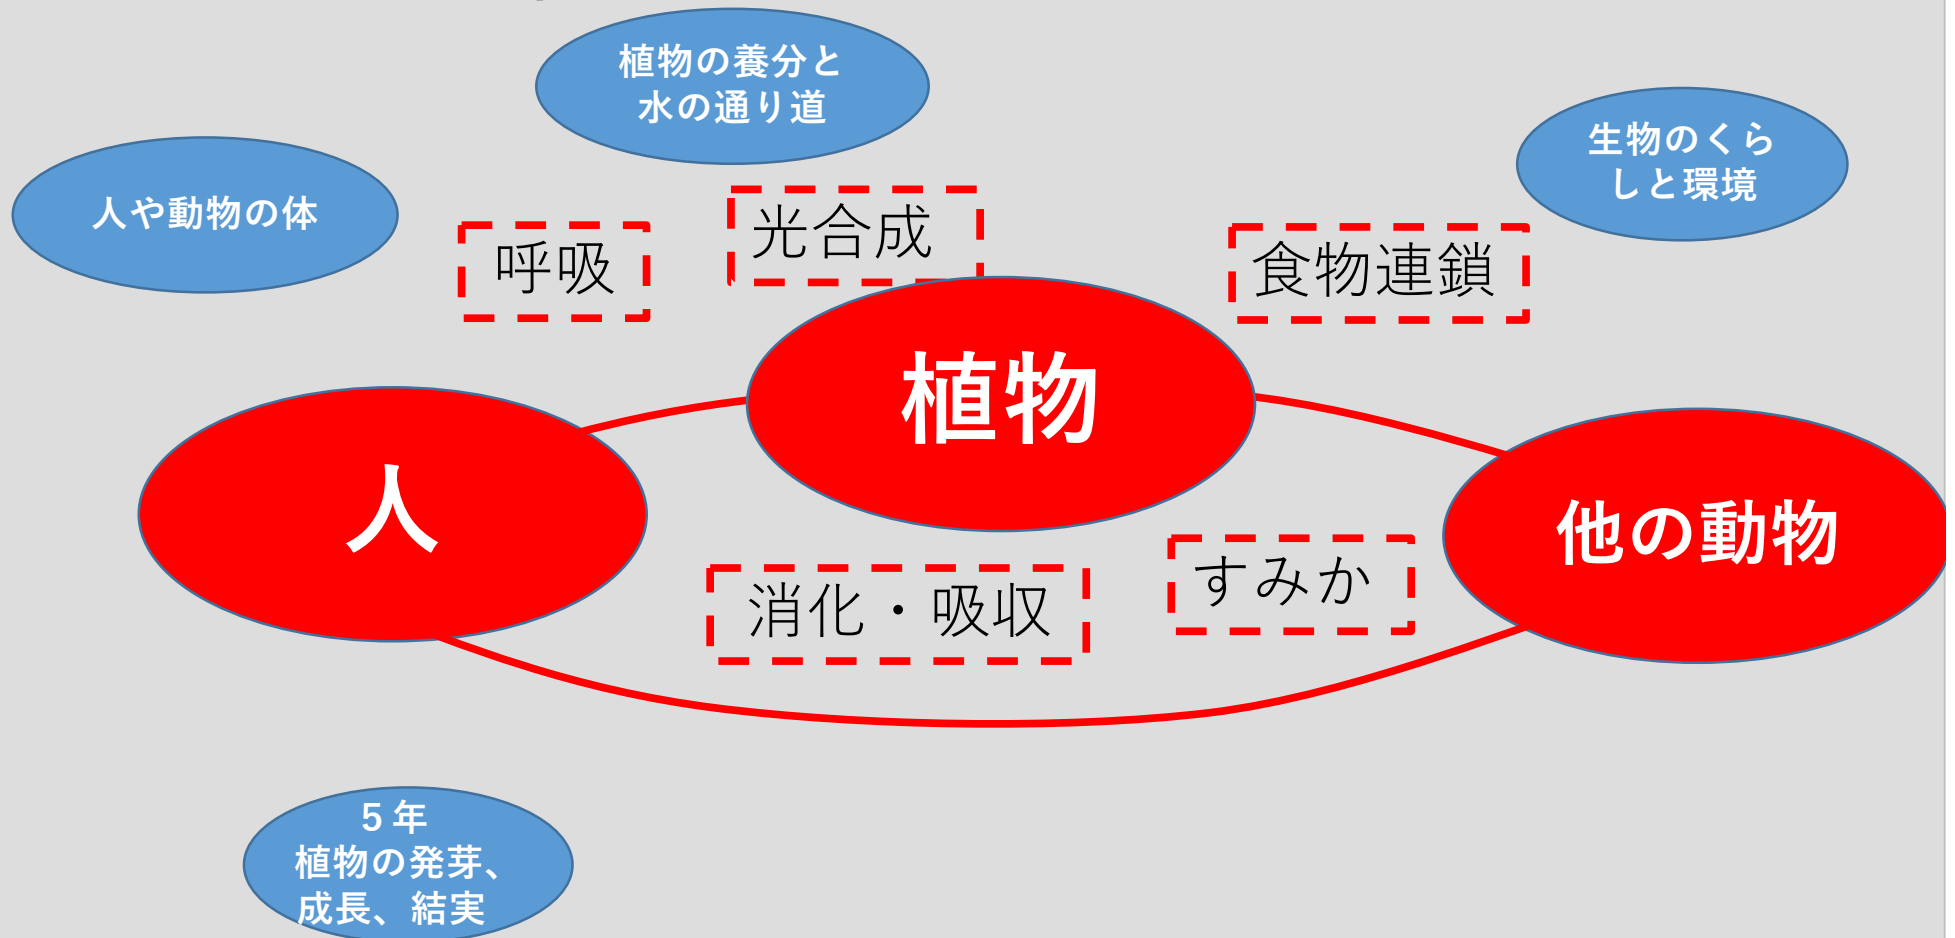 植物の養分と
水の通り道
生物のくら
しと環境
人や動物の体
光合成
呼吸
食物連鎖
植物
人
他の動物
すみか
消化・吸収
5年
植物の発芽、
成長、結実